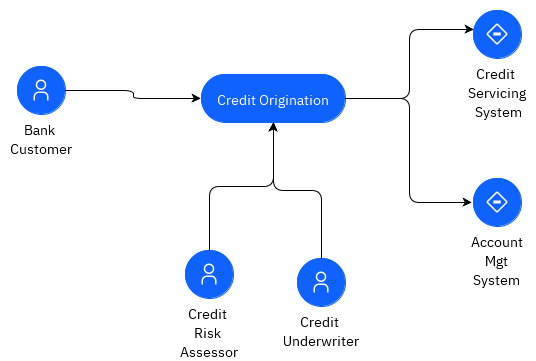 Bank
Customer
Credit Origination
Credit
Servicing
System
Account
Mgt
System
Credit
Risk
Assessor
Credit
Underwriter